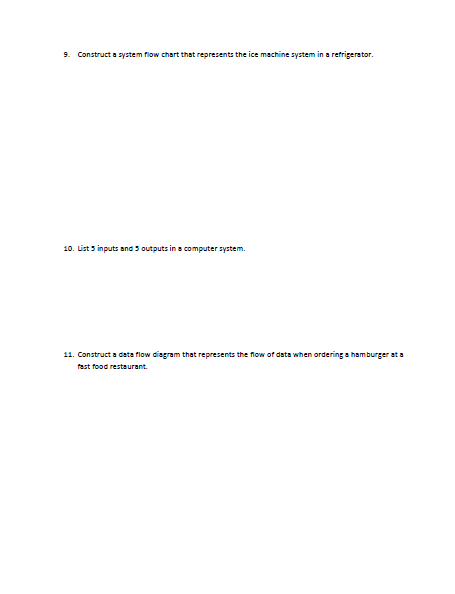 9. Construct a system flow chart that represents the ice machine system in a refrigerator.
10. List 5 inputs and 5 outputs in a computer system.
11. Construct a data flow diagram that represents the flow of data when ordering a hamburger at a
fast food restaurant.